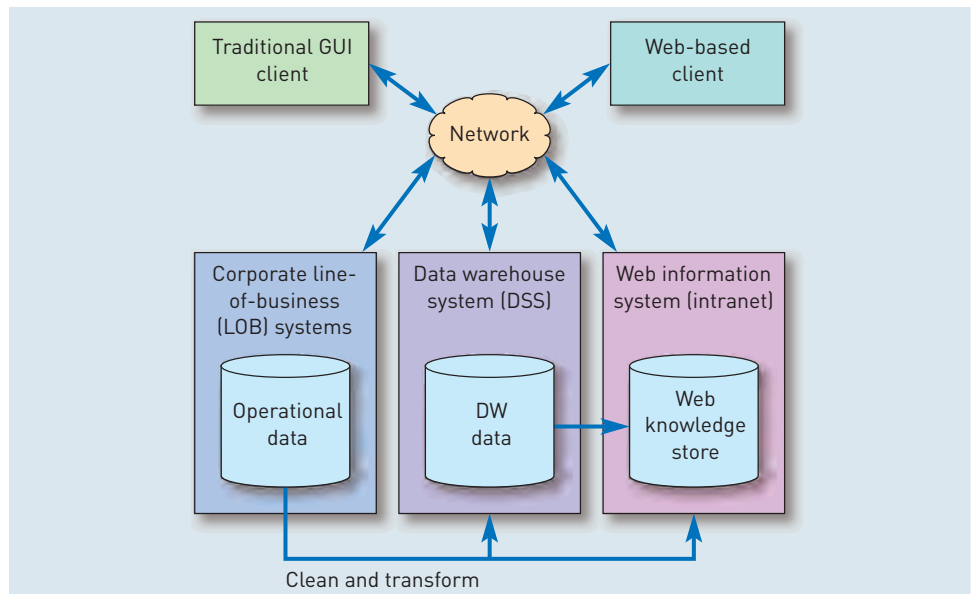 Traditional GUI
client
Web-based
client
Network
Corporate line-
of-business
(LOB) systems
Data warehouse
system (DSS)
Web information
system (intranet)
Operational
data
DW
data
Web
knowledge
store
Clean and transform